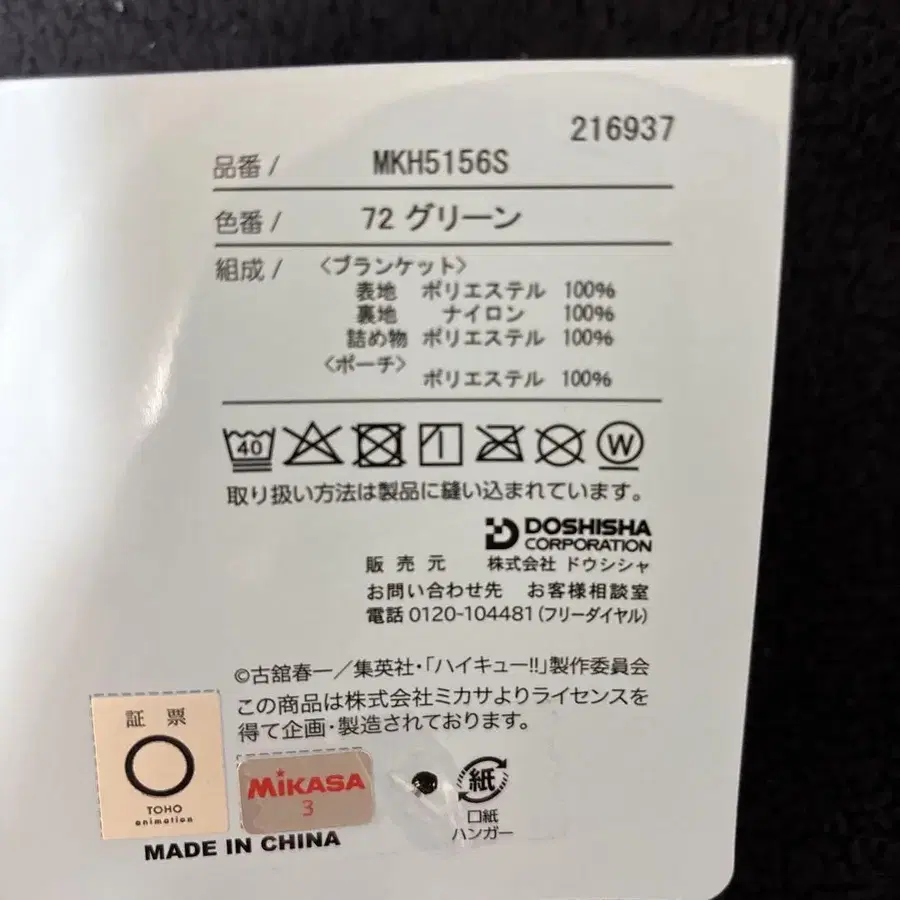 216937
品番 / MKH5156S
色番 / 72 グリーン
組成 / 〈ブランケット〉
表地 ポリエステル 100%
裏地 ナイロン 100%
詰め物 ポリエステル 100%
〈ポーチ〉
ポリエステル 100%
40 W
取り扱い方法は製品に縫い込まれています。
DOSHISHA
CORPORATION
販売元 株式会社 ドウシシャ
お問い合わせ先 お客様相談室
電話 0120-104481(フリーダイヤル)
©古舘春一/集英社・「ハイキュー!!」製作委員会
この商品は株式会社ミカサよりライセンスを
得て企画・製造されております。
証票
TOHO
animation
MIKASA
3
紙
口紙
ハンガー
MADE IN CHINA